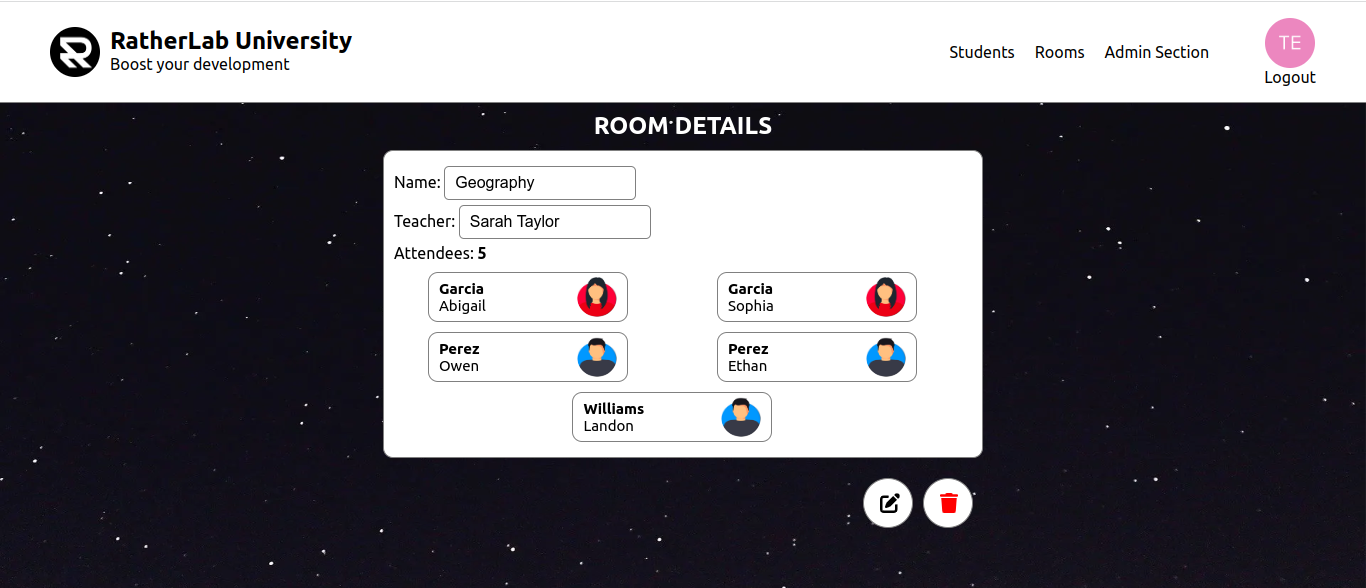 RatherLab University
Boost your development
Students Rooms Admin Section
TE
Logout
ROOM DETAILS
Name: Geography
Teacher: Sarah Taylor
Attendees: 5
Garcia
Abigail
Garcia
Sophia
Perez
Owen
Perez
Ethan
Williams
Landon